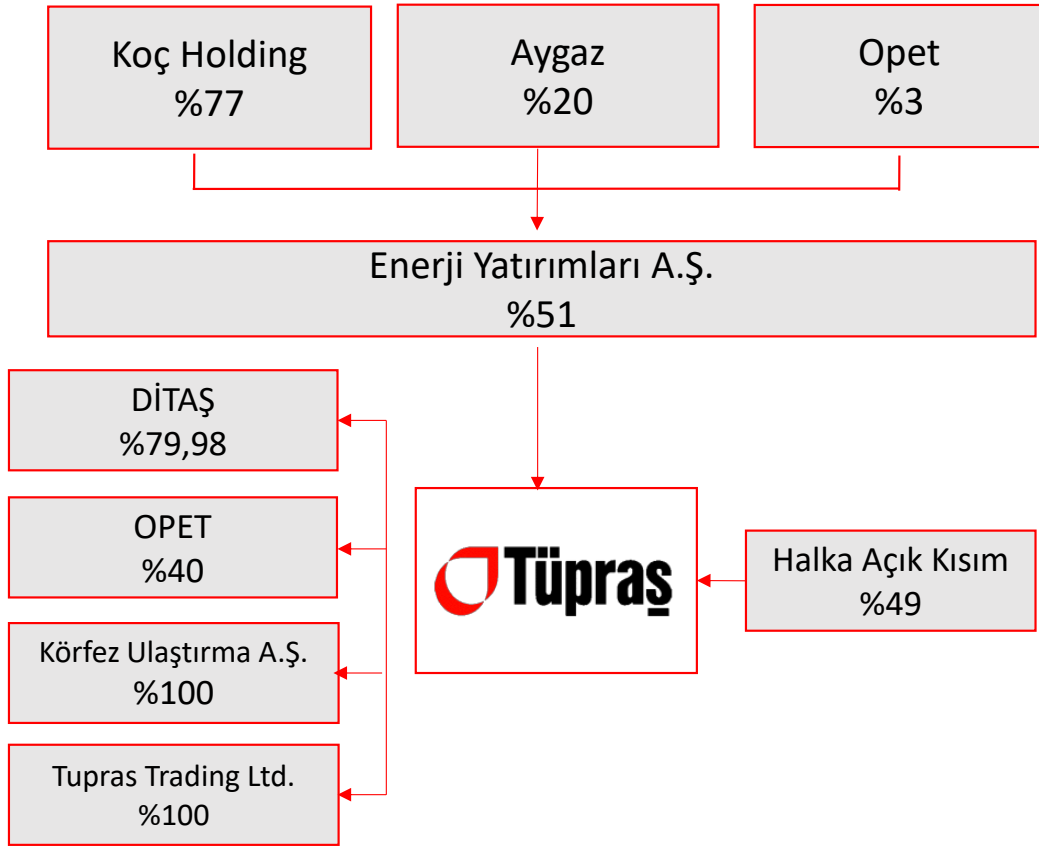 Koç Holding
%77
Aygaz
%20
Opet
%3
Enerji Yatırımları A.Ş.
%51
DİTAŞ
%79,98
OPET
%40
Körfez Ulaştırma A.Ş.
%100
Tupras Trading Ltd.
%100
Tüpraş
Halka Açık Kısım
%49